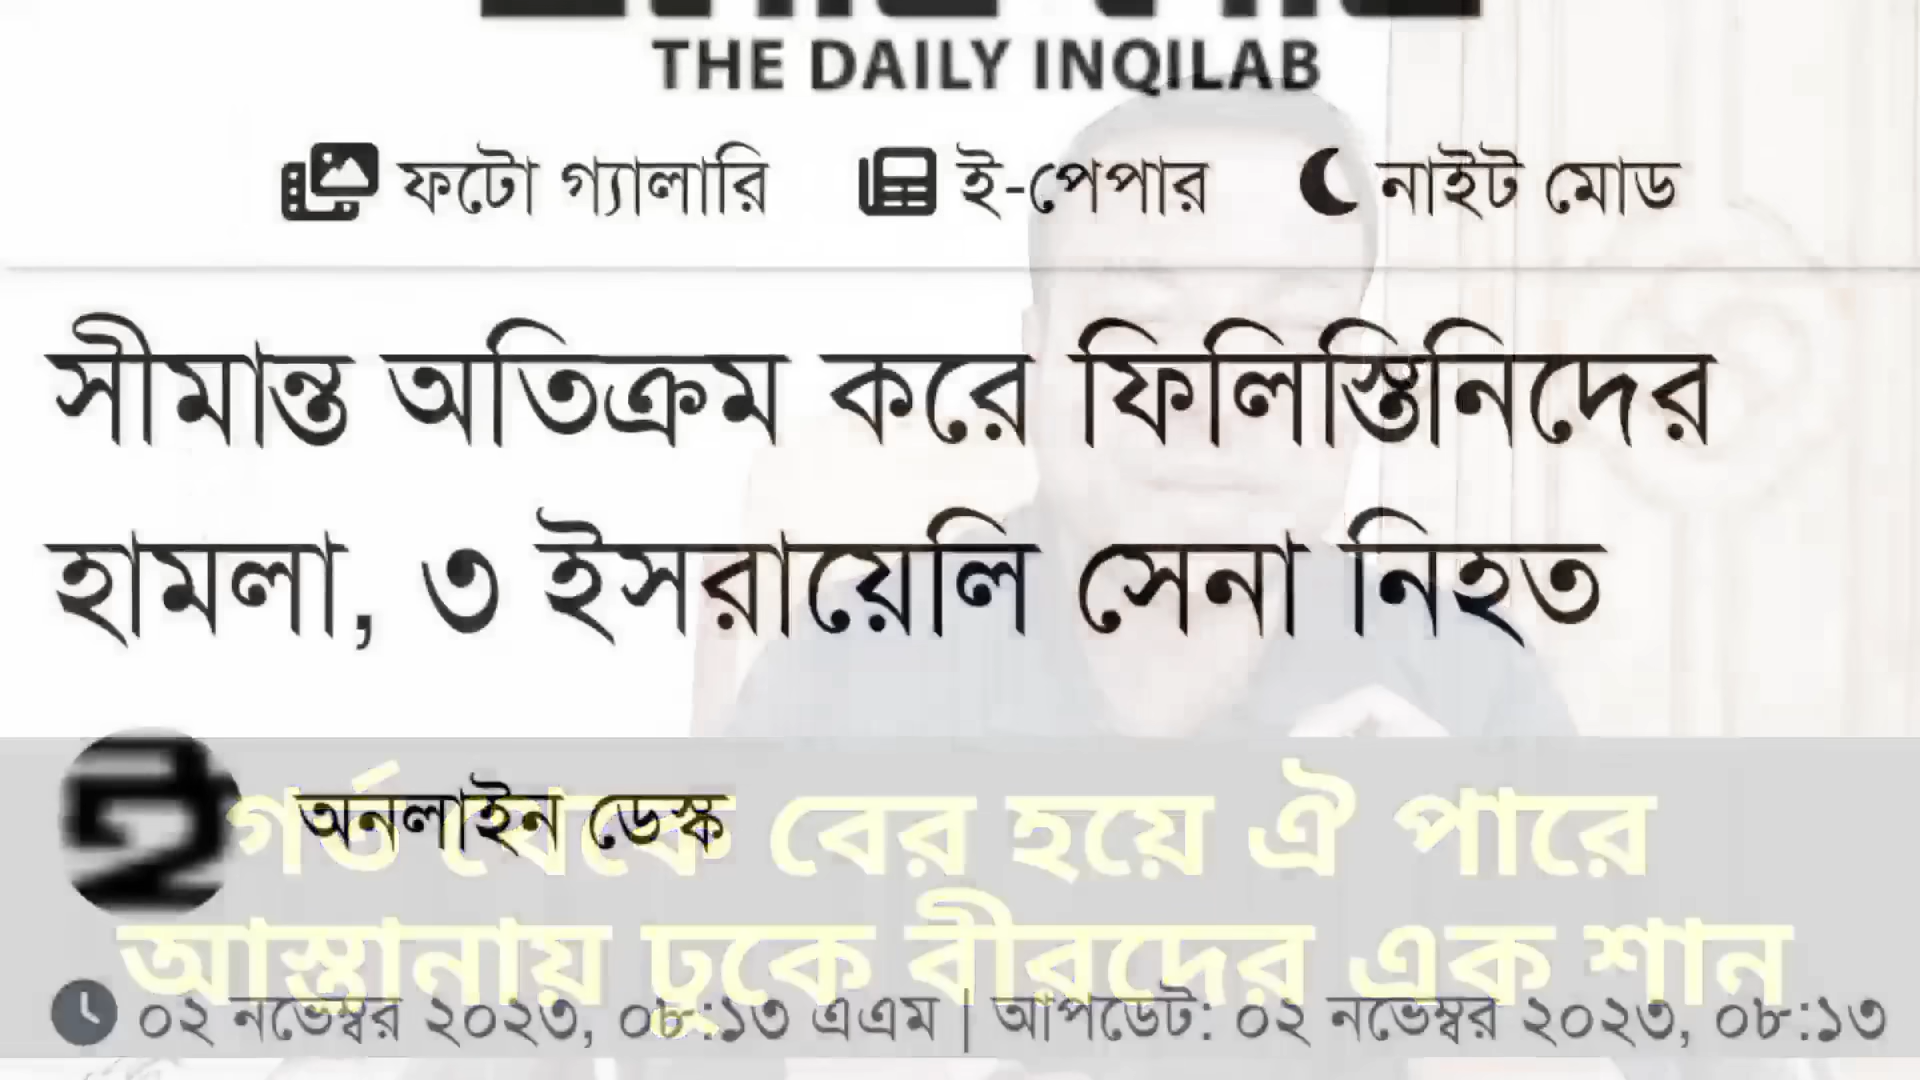 THE DAILY INQILAB
ফটো গ্যালারি ই-পেপার নাইট মোড
সীমান্ত অতিক্রম করে ফিলিস্তিনিদের
হামলা, ৩ ইসরায়েলি সেনা নিহত
অনলাইন ডেস্ক
গর্ত থেকে বের হয়ে ঐ পারে
আস্তানায় ঢুকে বীরদের এক শান
০২ নভেম্বর ২০২৩, ০৮:১৩ এএম | আপডেট: ০২ নভেম্বর ২০২৩, ০৮:১৩